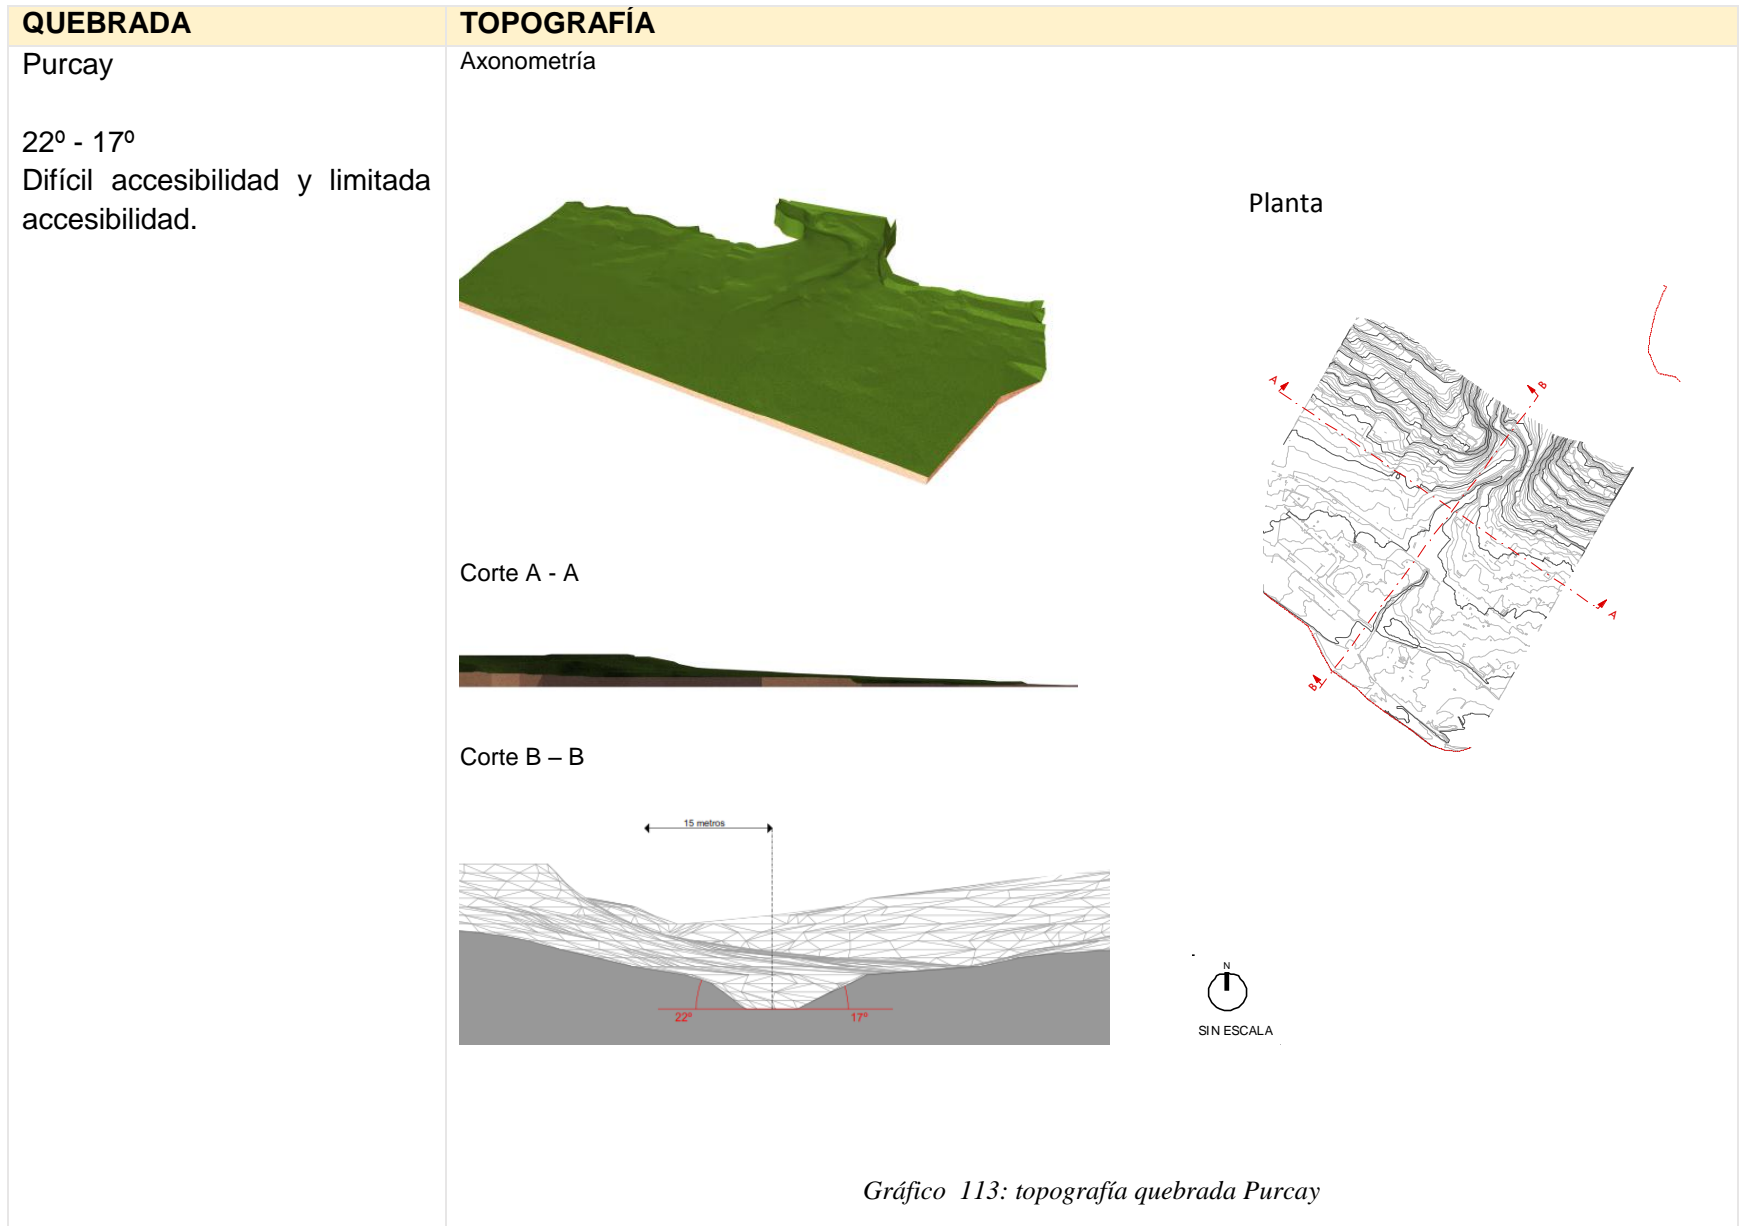 QUEBRADA
TOPOGRAFÍA
Purcay
22º - 17º
Difícil accesibilidad y limitada
accesibilidad.
Axonometría
Planta
A
B
A
B
Corte A - A
Corte B – B
15 metros
22º
17º
N
SIN ESCALA
Gráfico 113: topografía quebrada Purcay